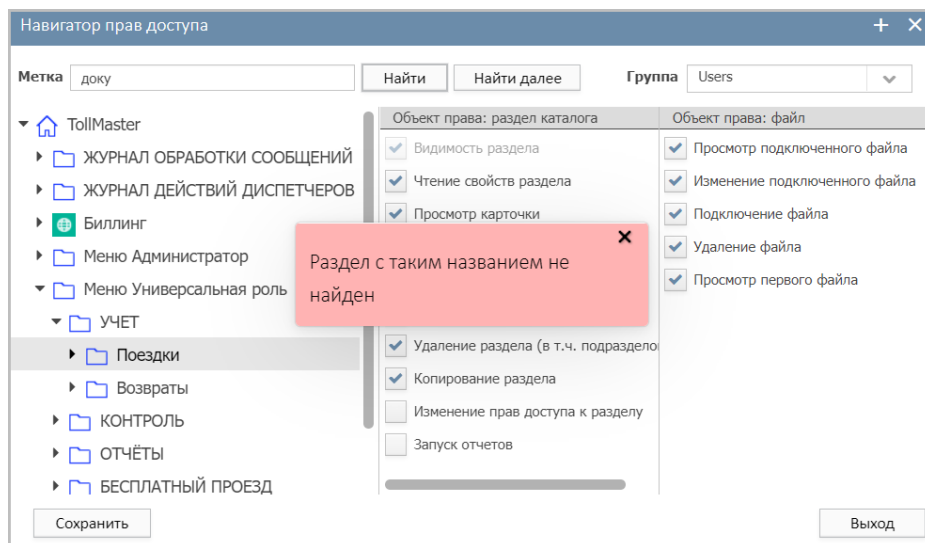 Навигатор прав доступа
Метка доку Найти Найти далее Группа Users
TollMaster
ЖУРНАЛ ОБРАБОТКИ СООБЩЕНИЙ
ЖУРНАЛ ДЕЙСТВИЙ ДИСПЕТЧЕРОВ
Биллинг
Меню Администратор
Меню Универсальная роль
УЧЕТ
Поездки
Возвраты
КОНТРОЛЬ
ОТЧЁТЫ
БЕСПЛАТНЫЙ ПРОЕЗД
Объект права: раздел каталога
Видимость раздела
Чтение свойств раздела
Просмотр карточки
Раздел с таким названием не
найден
Удаление раздела (в т.ч. подраздело
Копирование раздела
Изменение прав доступа к разделу
Запуск отчетов
Объект права: файл
Просмотр подключенного файла
Изменение подключенного файла
Подключение файла
Удаление файла
Просмотр первого файла
Сохранить Выход